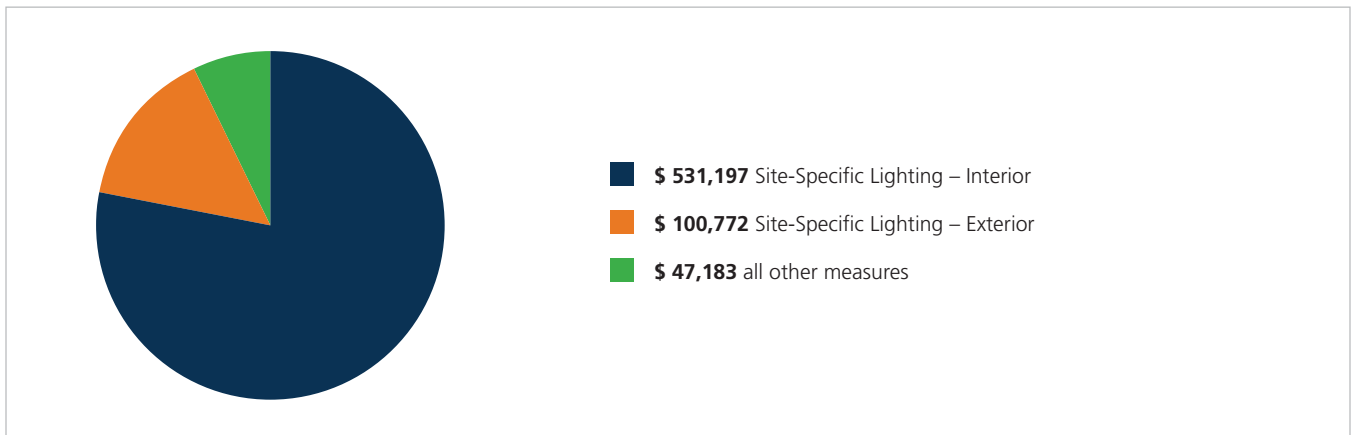 $ 531,197 Site-Specific Lighting – Interior
$ 100,772 Site-Specific Lighting – Exterior
$ 47,183 all other measures